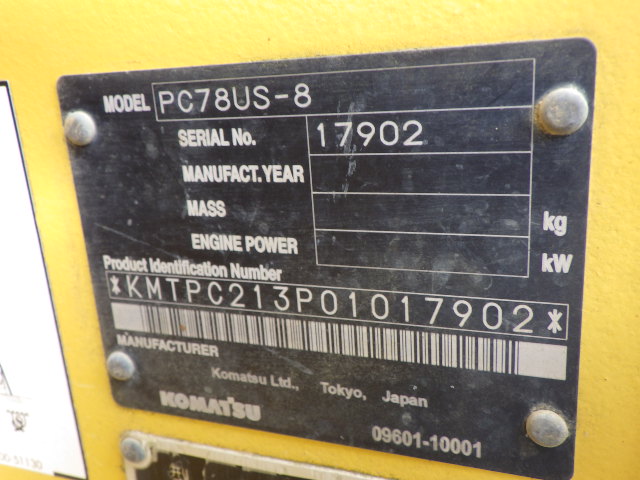 MODEL PC78US-8
SERIAL No. 17902
MANUFACT.YEAR
MASS kg
ENGINE POWER kW
Product Identification Number
*KMTPC213P01017902*
MANUFACTURER
Komatsu Ltd., Tokyo, Japan
KOMATSU
09601-10001